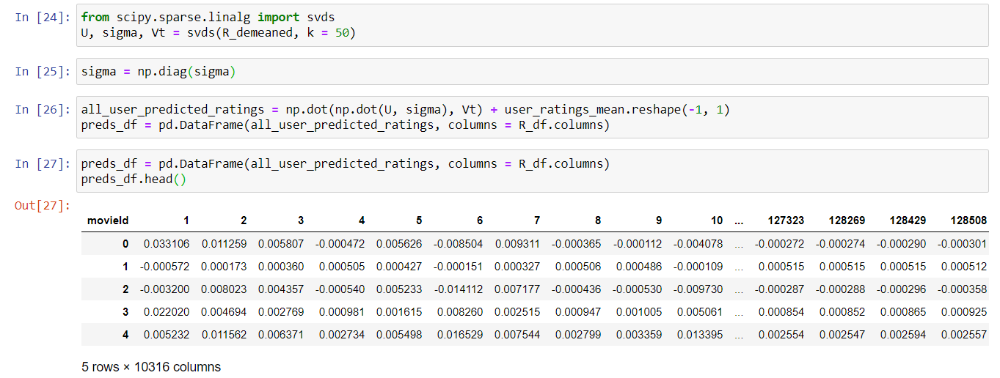 In [24]: from scipy.sparse.linalg import svds
U, sigma, Vt = svds(R_demeaned, k = 50)
In [25]: sigma = np.diag(sigma)
In [26]: all_user_predicted_ratings = np.dot(np.dot(U, sigma), Vt) + user_ratings_mean.reshape(-1, 1)
preds_df = pd.DataFrame(all_user_predicted_ratings, columns = R_df.columns)
In [27]: preds_df = pd.DataFrame(all_user_predicted_ratings, columns = R_df.columns)
preds_df.head()
Out[27]:
movieId 1 2 3 4 5 6 7 8 9 10 ... 127323 128269 128429 128508
0 0.033106 0.011259 0.005807 -0.000472 0.005626 -0.008504 0.009311 -0.000365 -0.000112 -0.004078 ... -0.000272 -0.000274 -0.000290 -0.000301
1 -0.000572 0.000173 0.000360 0.000505 0.000427 -0.000151 0.000327 0.000506 0.000486 -0.000109 ... 0.000515 0.000515 0.000515 0.000512
2 -0.003200 0.008023 0.004357 -0.000540 0.005233 -0.014112 0.007177 -0.000436 -0.000530 -0.009730 ... -0.000287 -0.000288 -0.000296 -0.000358
3 0.022020 0.004694 0.002769 0.000981 0.001615 0.008260 0.002515 0.000947 0.001005 0.005061 ... 0.000854 0.000852 0.000865 0.000925
4 0.005232 0.011562 0.006371 0.002734 0.005498 0.016529 0.007544 0.002799 0.003359 0.013395 ... 0.002554 0.002547 0.002594 0.002557
5 rows × 10316 columns